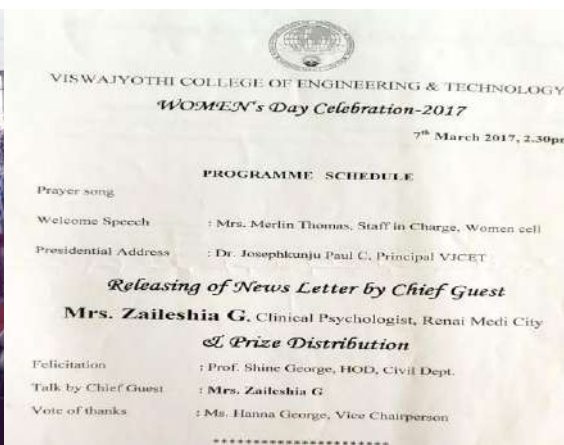 VISWAJYOTHI COLLEGE OF ENGINEERING & TECHNOLOGY
WOMEN's Day Celebration-2017
7th March 2017, 2.30pm
PROGRAMME SCHEDULE
Prayer song
Welcome Speech : Mrs. Merlin Thomas, Staff in Charge, Women cell
Presidential Address : Dr. Josephkunju Paul C, Principal VJCET
Releasing of News Letter by Chief Guest
Mrs. Zaileshia G. Clinical Psychologist, Renai Medi City
& Prize Distribution
Felicitation : Prof. Shine George, HOD, Civil Dept.
Talk by Chief Guest : Mrs. Zaileshia G
Vote of thanks : Ms. Hanna George, Vice Chairperson
********************